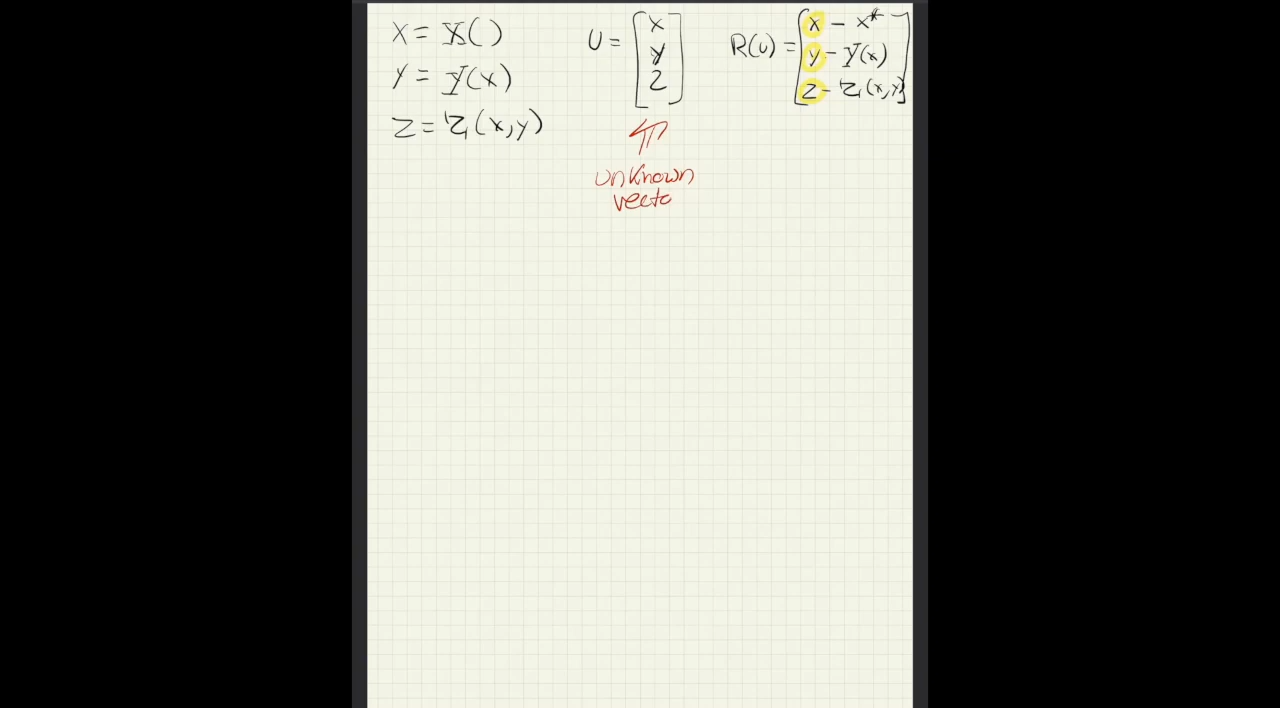 x = X()
y = Y(x)
z = Z(x,y)
U = [x
y
z]
unknown
vecto
R(u) = [x - x*
y - Y(x)
z - Z(x,y)]